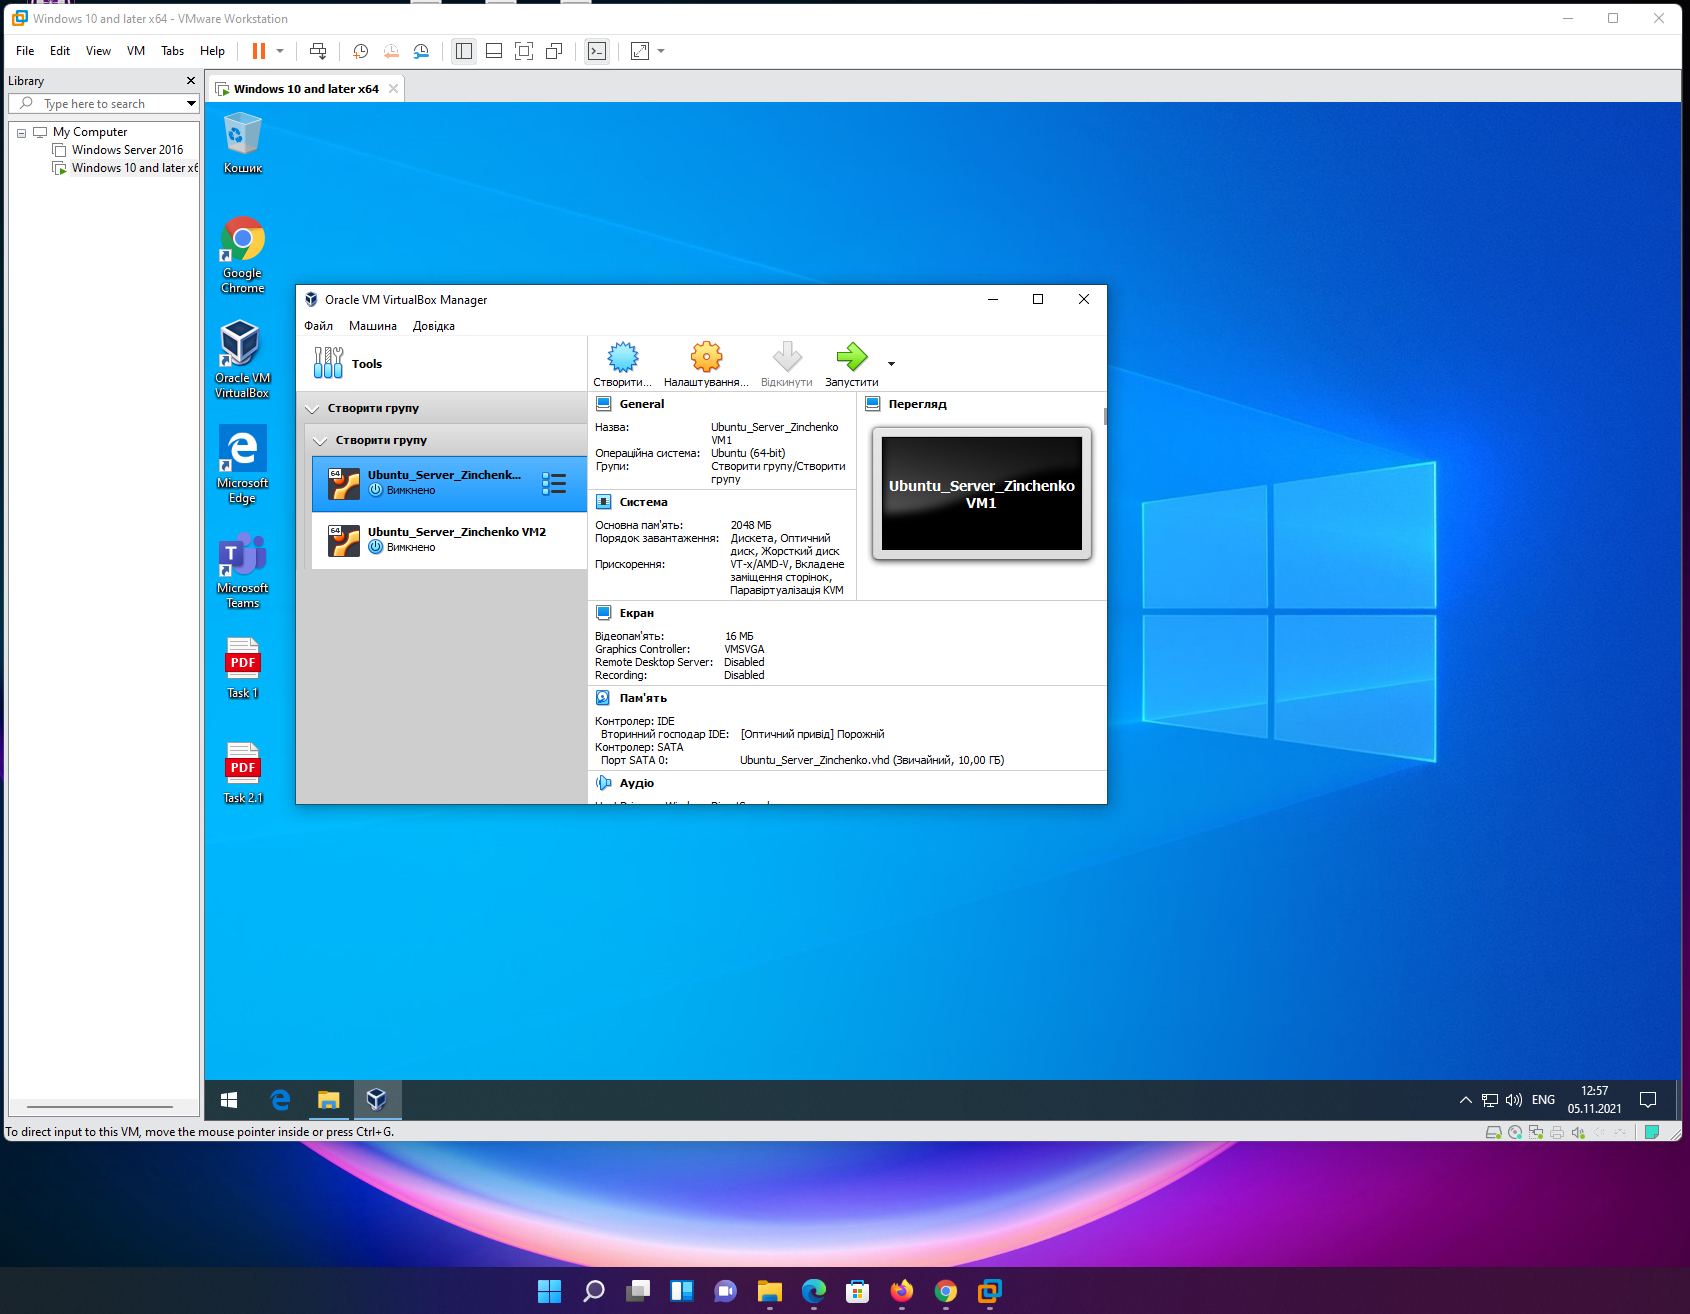 Windows 10 and later x64 - VMware Workstation
File Edit View VM Tabs Help
Library
Type here to search
My Computer
Windows Server 2016
Windows 10 and later x6
Windows 10 and later x64
Кошик
Google
Chrome
Oracle VM
VirtualBox
Microsoft
Edge
Microsoft
Teams
PDF
Task 1
PDF
Task 2.1
Oracle VM VirtualBox Manager
Файл Машина Довідка
Tools
Створити... Налаштування... Відкинути Запустити
Створити групу
Створити групу
64
Ubuntu_Server_Zinchenk...
Вимкнено
64
Ubuntu_Server_Zinchenko VM2
Вимкнено
General
Назва: Ubuntu_Server_Zinchenko
VM1
Операційна система: Ubuntu (64-bit)
Групи: Створити групу/Створити
групу
Перегляд
Ubuntu_Server_Zinchenko
VM1
Система
Основна пам'ять: 2048 МБ
Порядок завантаження: Дискета, Оптичний
диск, Жорсткий диск
Прискорення: VT-x/AMD-V, Вкладене
заміщення сторінок,
Паравіртуалізація KVM
Екран
Відеопам'ять: 16 МБ
Graphics Controller: VMSVGA
Remote Desktop Server: Disabled
Recording: Disabled
Пам'ять
Контролер: IDE
Вторинний господар IDE: [Оптичний привід] Порожній
Контролер: SATA
Порт SATA 0: Ubuntu_Server_Zinchenko.vhd (Звичайний, 10,00 ГБ)
Аудіо
ENG
12:57
05.11.2021
To direct input to this VM, move the mouse pointer inside or press Ctrl+G.